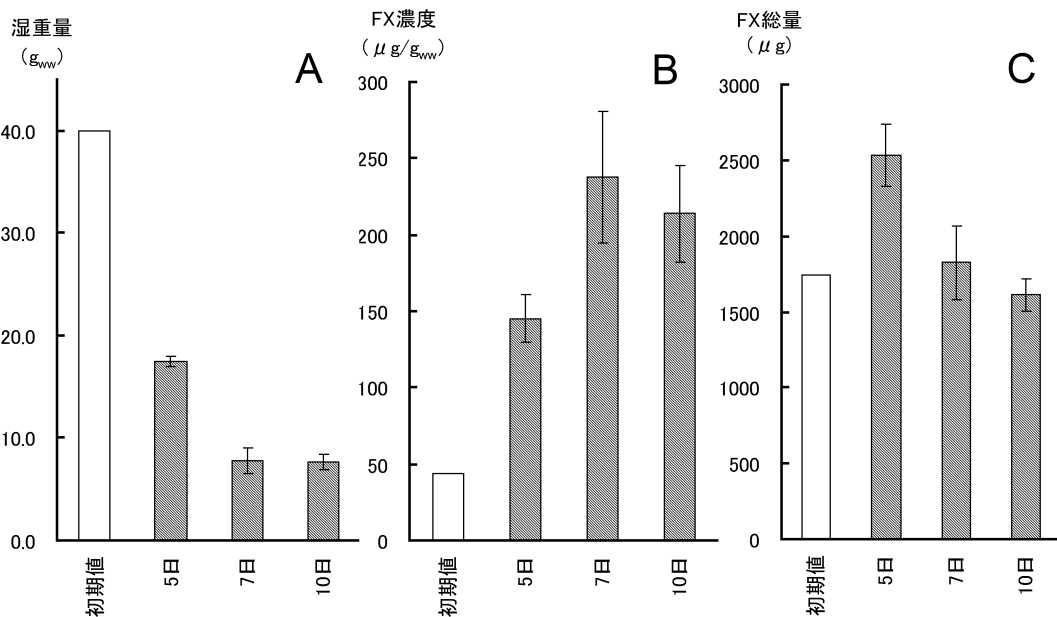 湿重量
(gww)
A
40.0
30.0
20.0
10.0
0.0
初期値
5日
7日
10日
FX濃度
(μg/gww)
B
300
250
200
150
100
50
0
初期値
5日
7日
10日
FX総量
(μg)
C
3000
2500
2000
1500
1000
500
0
初期値
5日
7日
10日